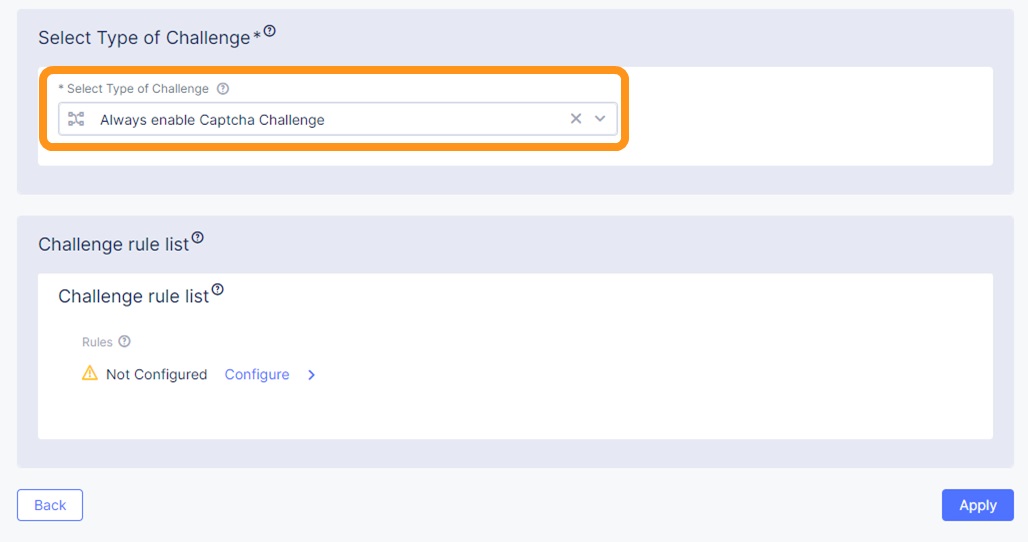 Select Type of Challenge*
* Select Type of Challenge
Always enable Captcha Challenge
Challenge rule list
Challenge rule list
Rules
Not Configured Configure
Back
Apply